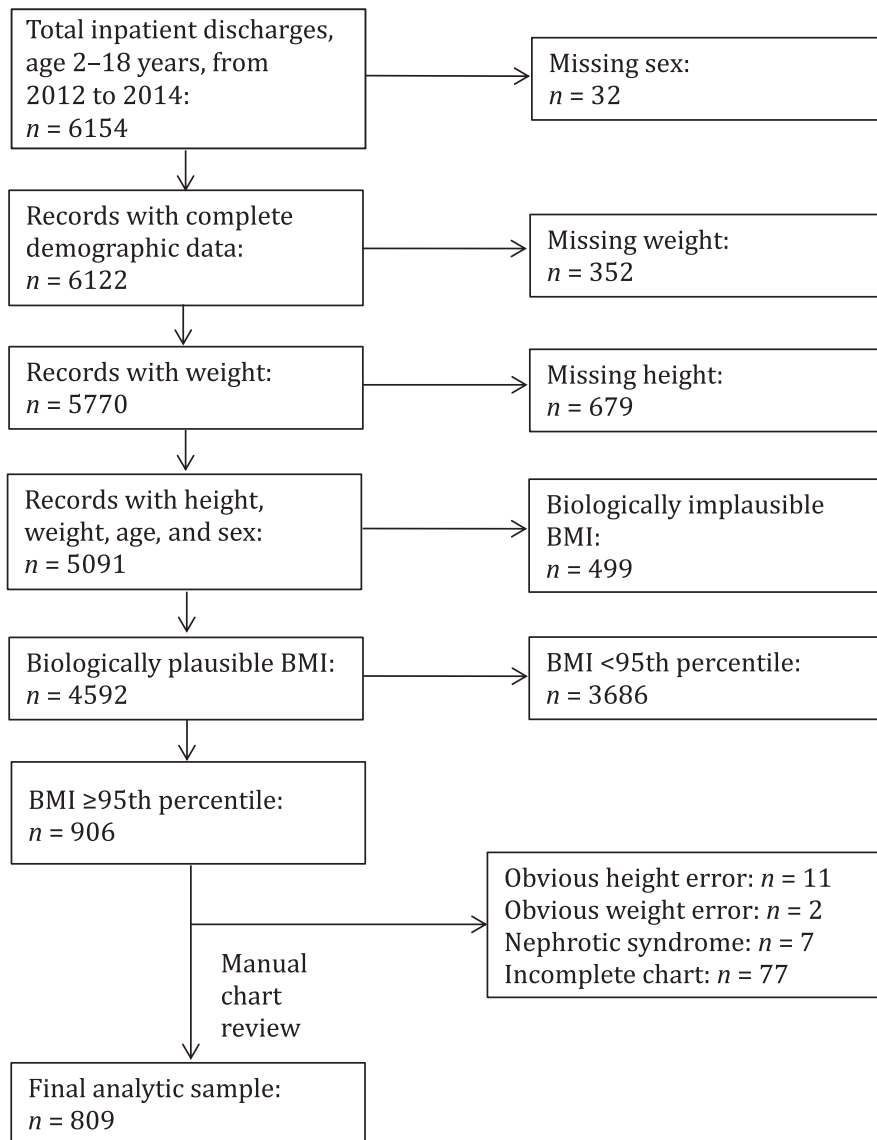 Total inpatient discharges,
age 2–18 years, from
2012 to 2014:
n = 6154
Missing sex:
n = 32
Records with complete
demographic data:
n = 6122
Missing weight:
n = 352
Records with weight:
n = 5770
Missing height:
n = 679
Records with height,
weight, age, and sex:
n = 5091
Biologically implausible
BMI:
n = 499
Biologically plausible BMI:
n = 4592
BMI <95th percentile:
n = 3686
BMI ≥95th percentile:
n = 906
Obvious height error: n = 11
Obvious weight error: n = 2
Nephrotic syndrome: n = 7
Incomplete chart: n = 77
Manual
chart
review
Final analytic sample:
n = 809